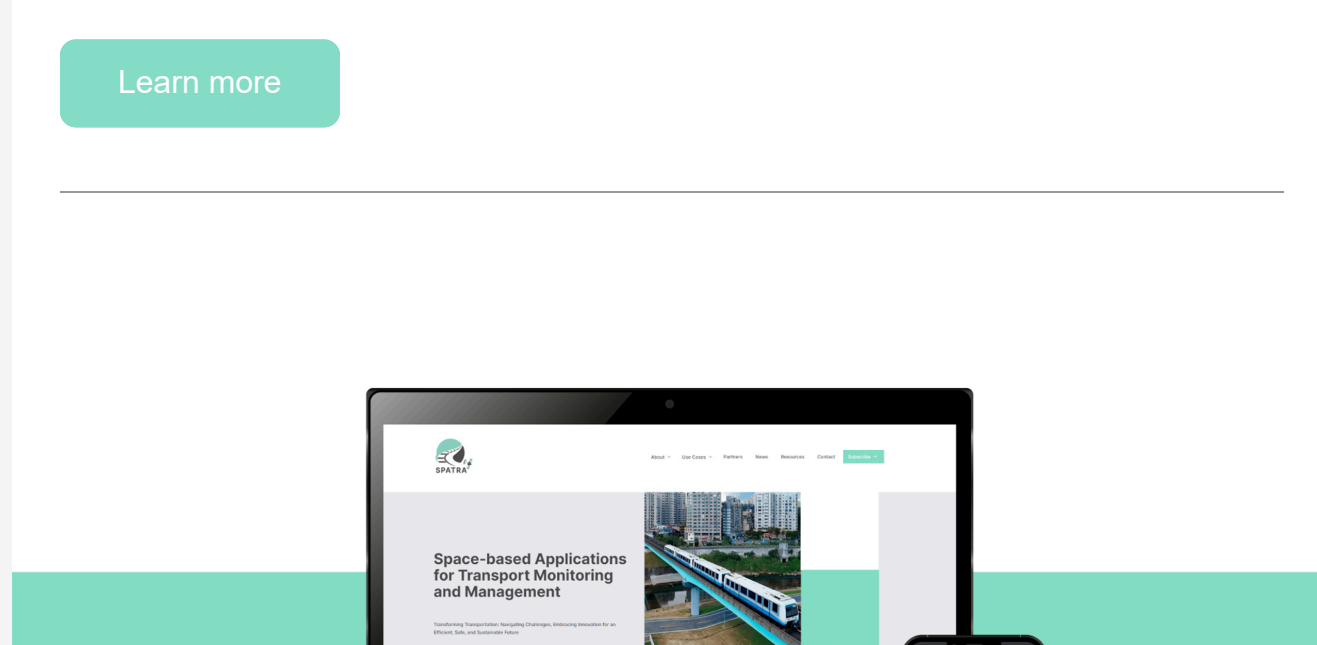 Learn more
SPATRA
About
Use Cases
Partners
News
Resources
Contact
Subscribe
Space-based Applications
for Transport Monitoring
and Management
Transforming Transportation: Navigating Challenges, Embracing Innovation for an
Efficient, Safe, and Sustainable Future